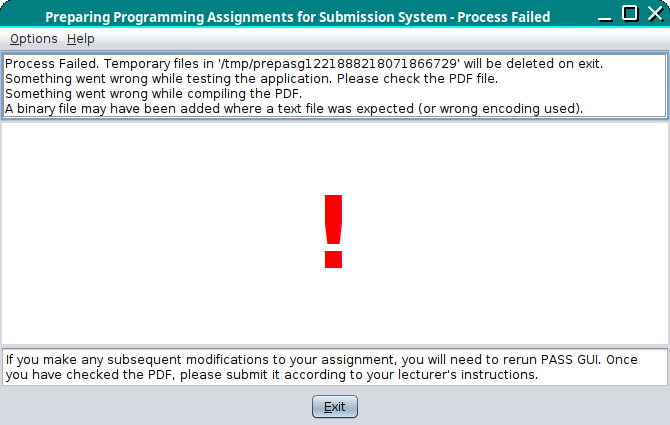 Preparing Programming Assignments for Submission System - Process Failed
Options Help
Process Failed. Temporary files in '/tmp/prepasg1221888218071866729' will be deleted on exit.
Something went wrong while testing the application. Please check the PDF file.
Something went wrong while compiling the PDF.
A binary file may have been added where a text file was expected (or wrong encoding used).
!
If you make any subsequent modifications to your assignment, you will need to rerun PASS GUI. Once
you have checked the PDF, please submit it according to your lecturer's instructions.
Exit